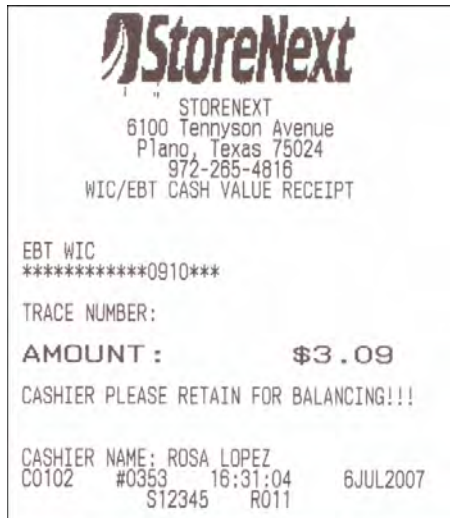 StoreNext
STORENEXT
6100 Tennyson Avenue
Plano, Texas 75024
972-265-4816
WIC/EBT CASH VALUE RECEIPT
EBT WIC
************0910***
TRACE NUMBER:
AMOUNT: $3.09
CASHIER PLEASE RETAIN FOR BALANCING!!!
CASHIER NAME: ROSA LOPEZ
C0102 #0353 16:31:04 6JUL2007
S12345 R011